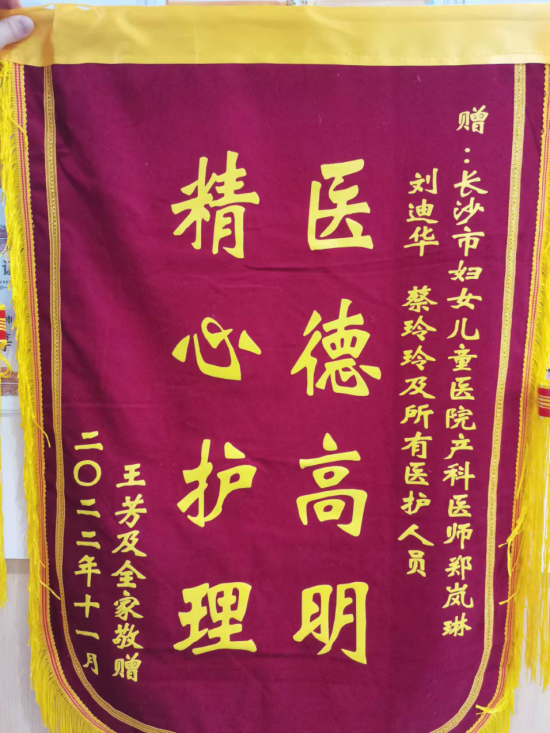 赠：长沙市妇女儿童医院产科医师郑岚琳
刘迪华 蔡玲玲及所有医护人员
医德高明
精心护理
王芳及全家敬赠
二〇二二年十一月